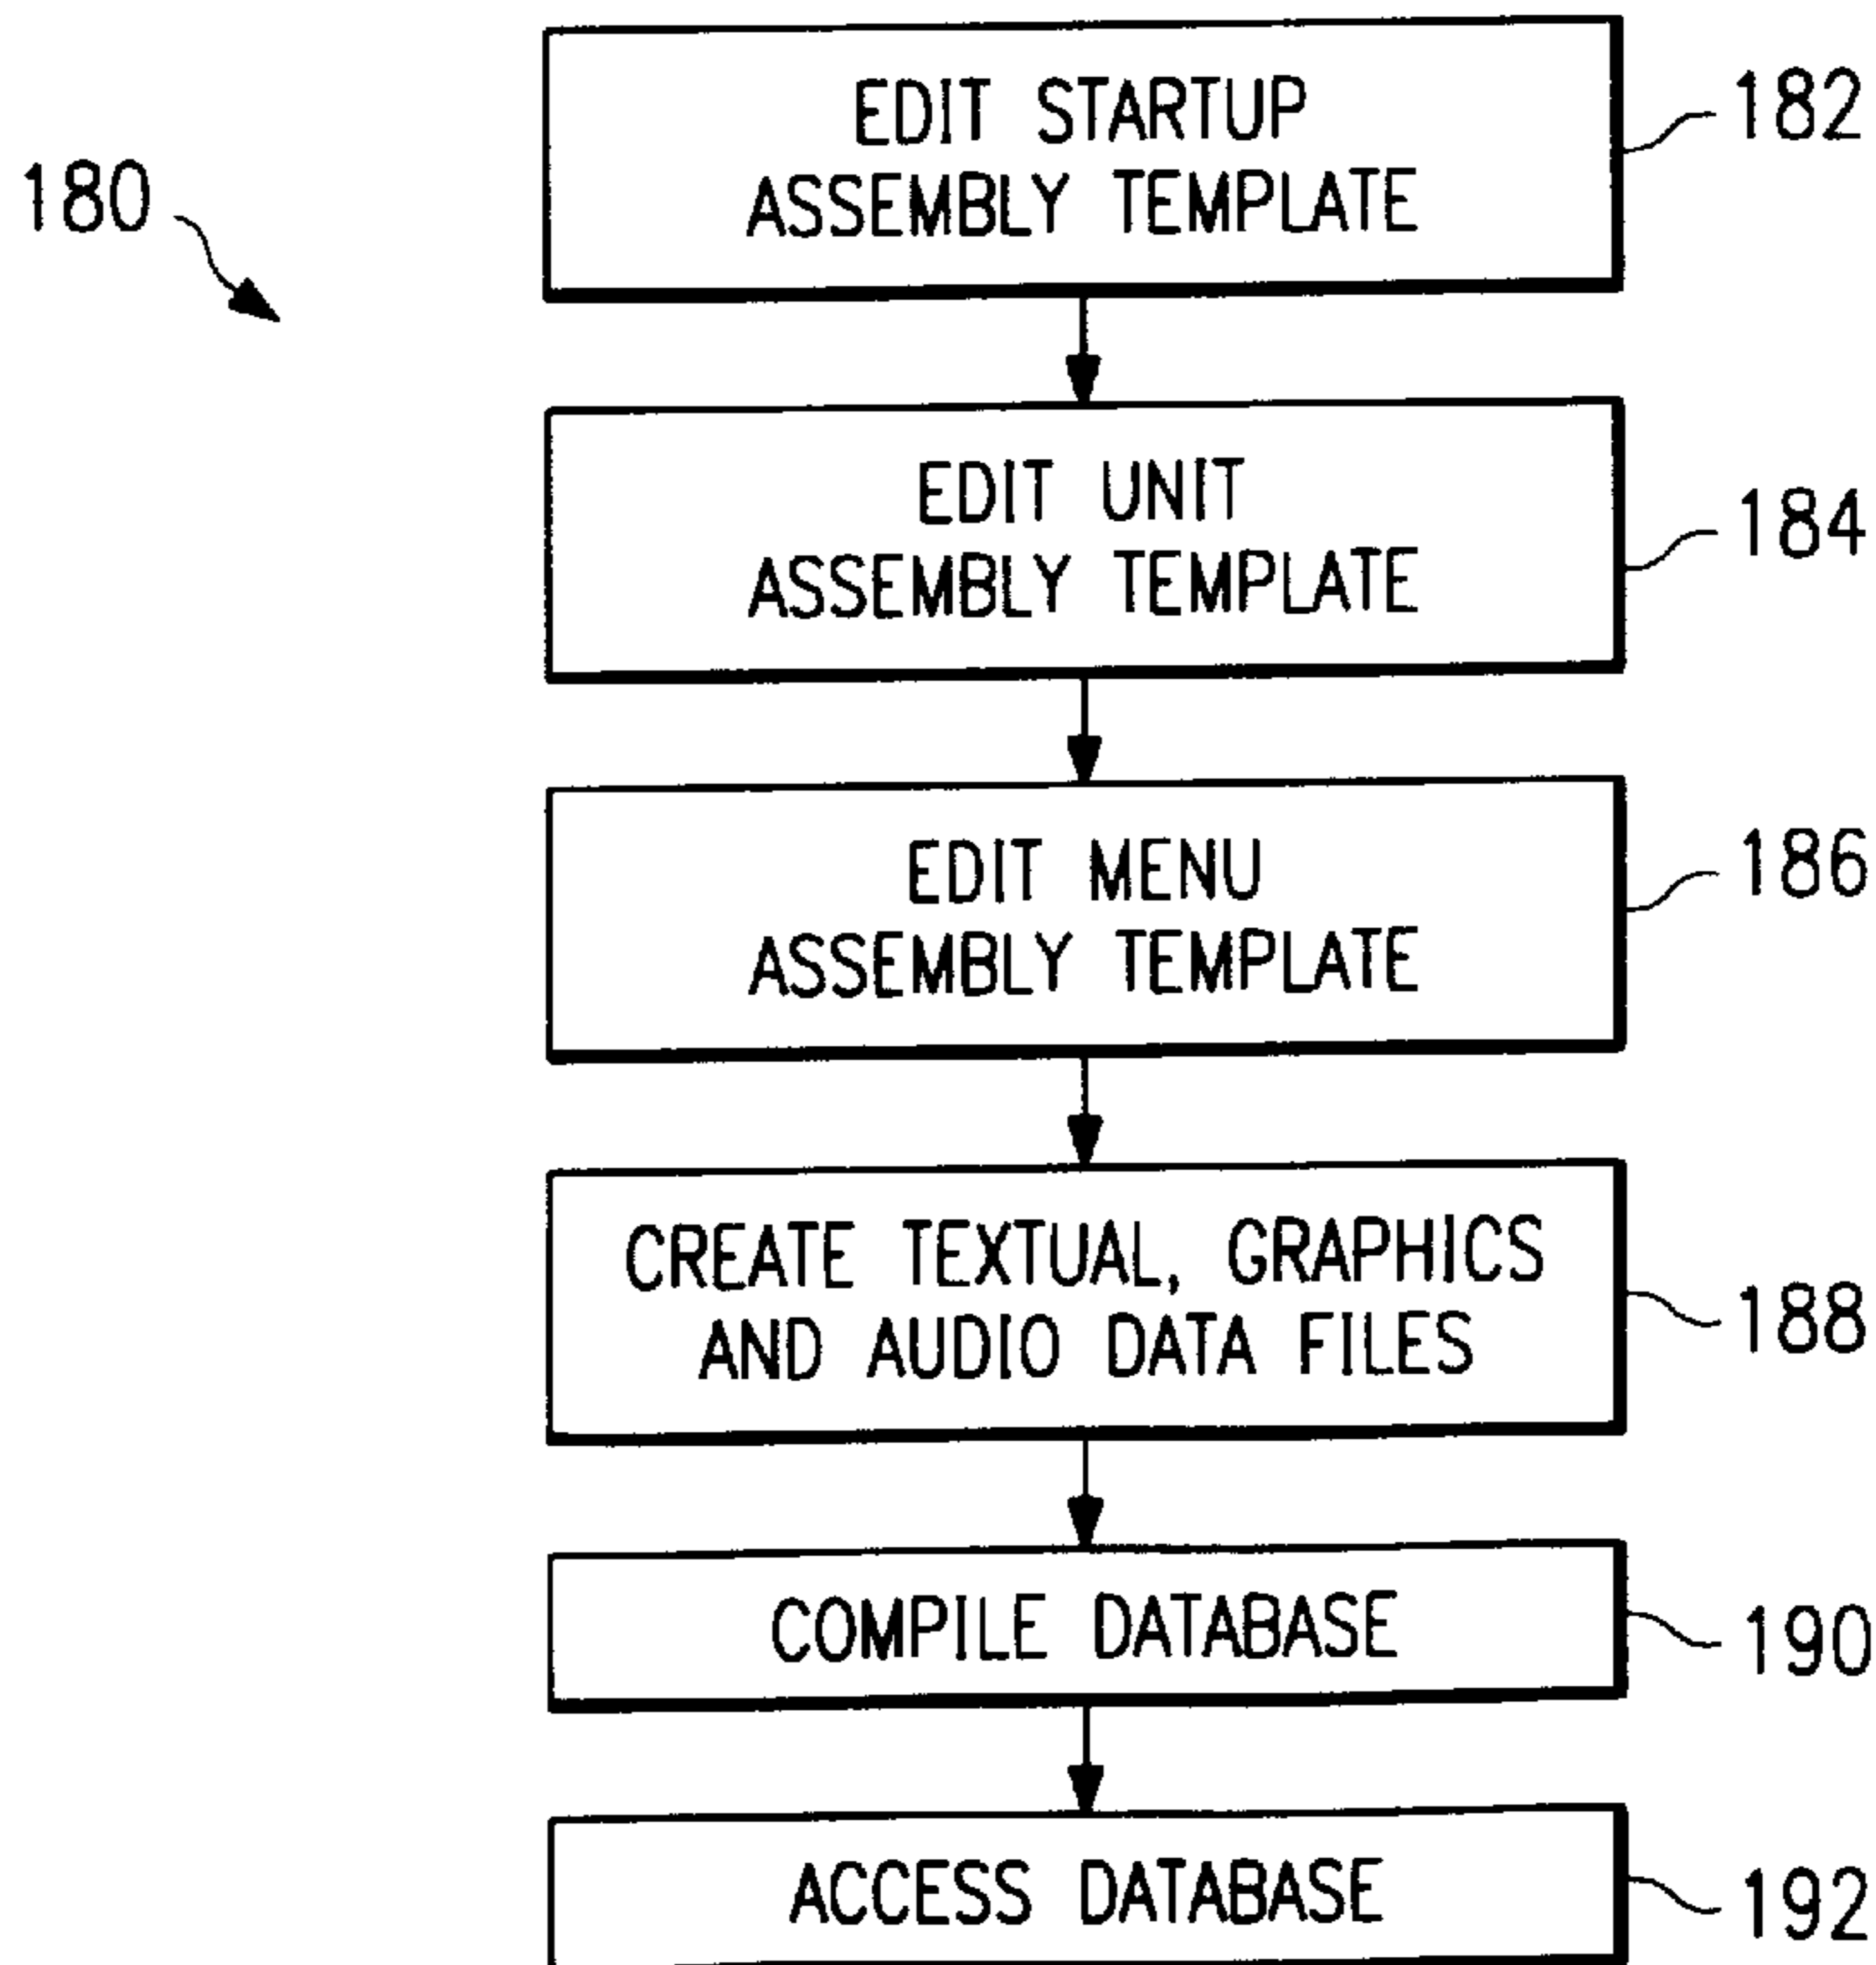 180
EDIT STARTUP
ASSEMBLY TEMPLATE
182
EDIT UNIT
ASSEMBLY TEMPLATE
184
EDIT MENU
ASSEMBLY TEMPLATE
186
CREATE TEXTUAL, GRAPHICS
AND AUDIO DATA FILES
188
COMPILE DATABASE
190
ACCESS DATABASE
192